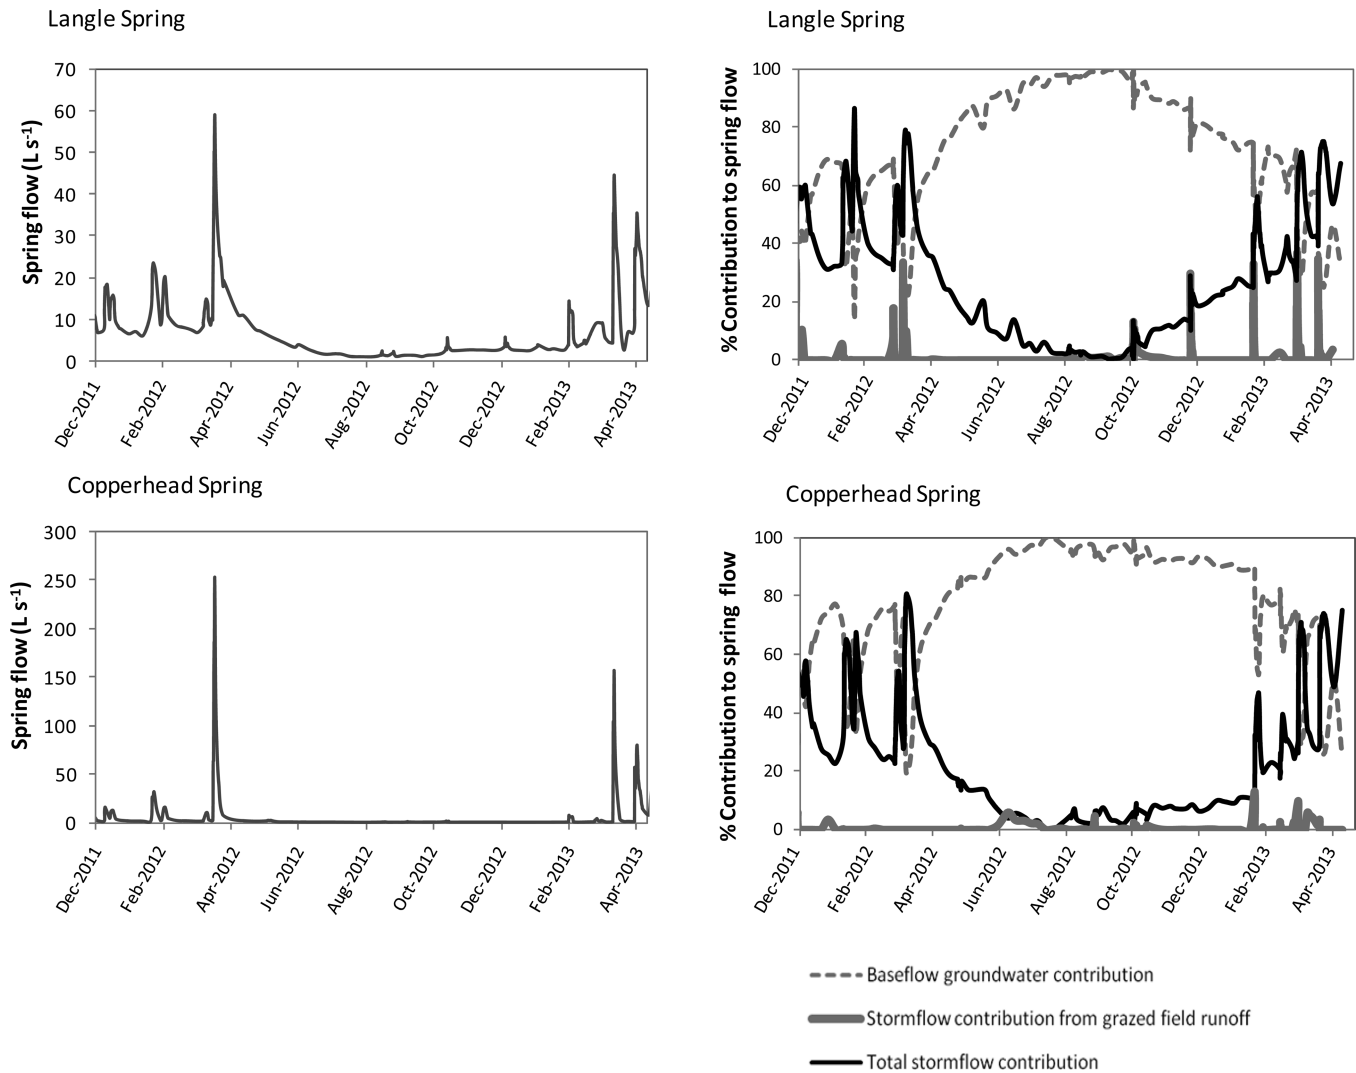 Langle Spring
Spring flow (L s-1)
70
60
50
40
30
20
10
0
Dec-2011
Feb-2012
Apr-2012
Jun-2012
Aug-2012
Oct-2012
Dec-2012
Feb-2013
Apr-2013
Langle Spring
% Contribution to spring flow
100
80
60
40
20
0
Dec-2011
Feb-2012
Apr-2012
Jun-2012
Aug-2012
Oct-2012
Dec-2012
Feb-2013
Apr-2013
Copperhead Spring
Spring flow (L s-1)
300
250
200
150
100
50
0
Dec-2011
Feb-2012
Apr-2012
Jun-2012
Aug-2012
Oct-2012
Dec-2012
Feb-2013
Apr-2013
Copperhead Spring
% Contribution to spring flow
100
80
60
40
20
0
Dec-2011
Feb-2012
Apr-2012
Jun-2012
Aug-2012
Oct-2012
Dec-2012
Feb-2013
Apr-2013
Baseflow groundwater contribution
Stormflow contribution from grazed field runoff
Total stormflow contribution